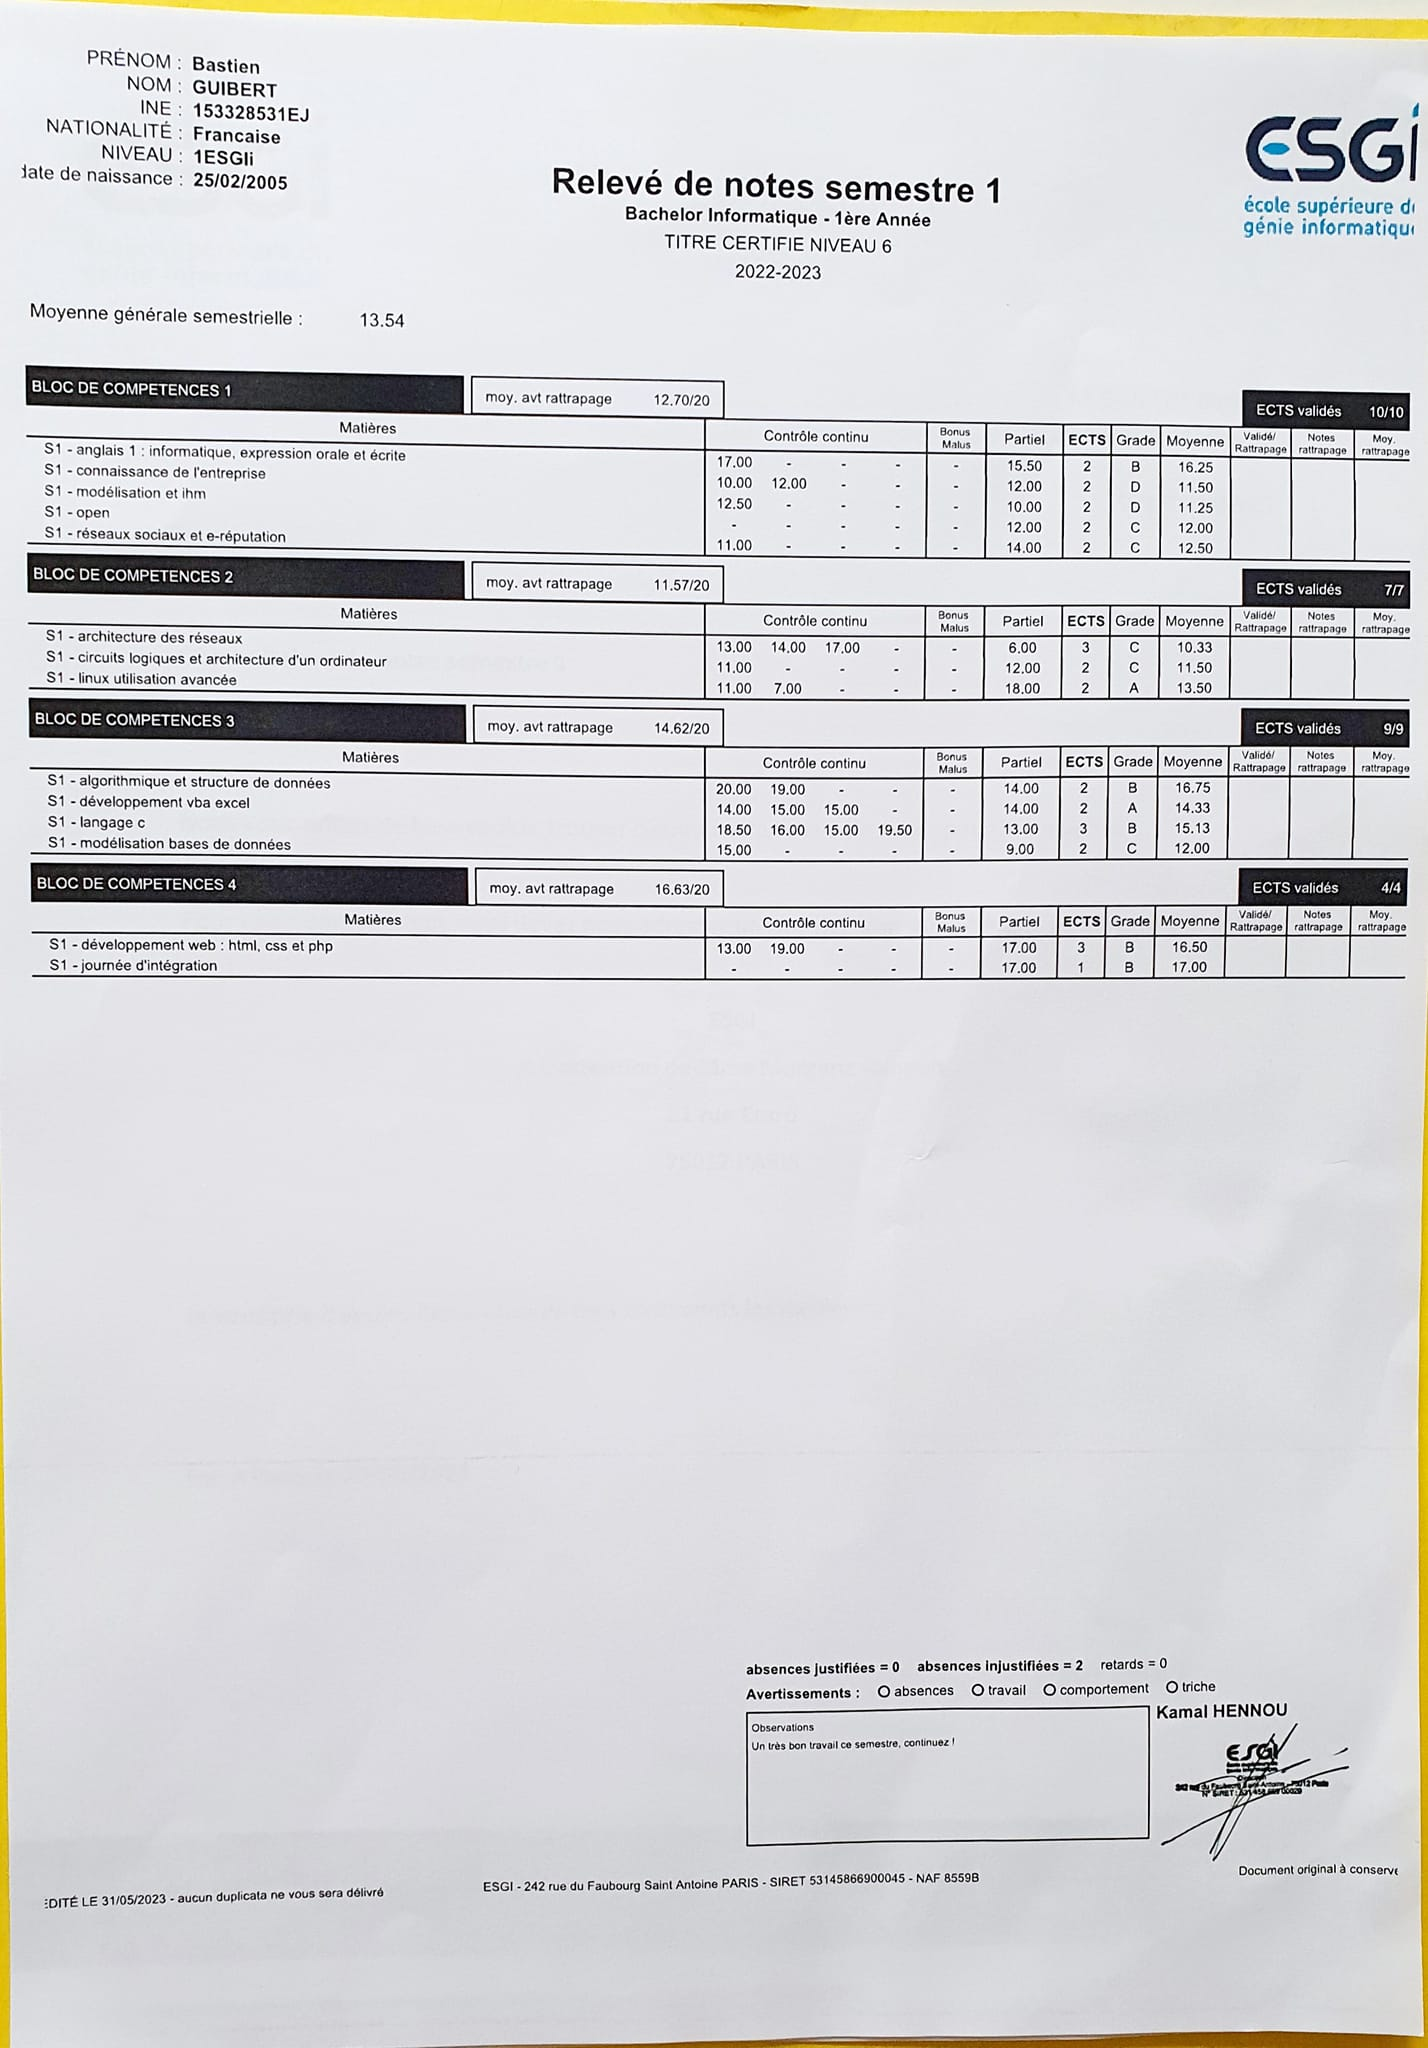 PRÉNOM : Bastien
NOM : GUIBERT
INE : 153328531EJ
NATIONALITÉ : Francaise
NIVEAU : 1ESGIi
date de naissance : 25/02/2005
ESGI
école supérieure d
génie informatiqu
Relevé de notes semestre 1
Bachelor Informatique - 1ère Année
TITRE CERTIFIE NIVEAU 6
2022-2023
Moyenne générale semestrielle : 13.54
BLOC DE COMPETENCES 1 moy. avt rattrapage 12.70/20 ECTS validés 10/10
Matières Contrôle continu Bonus Malus Partiel ECTS Grade Moyenne Validé/ Rattrapage Notes rattrapage Moy. rattrapage
S1 - anglais 1 : informatique, expression orale et écrite 17.00 - - - - 15.50 2 B 16.25
S1 - connaissance de l'entreprise 10.00 12.00 - - - 12.00 2 D 11.50
S1 - modélisation et ihm 12.50 - - - - 10.00 2 D 11.25
S1 - open - - - - - 12.00 2 C 12.00
S1 - réseaux sociaux et e-réputation 11.00 - - - - 14.00 2 C 12.50
BLOC DE COMPETENCES 2 moy. avt rattrapage 11.57/20 ECTS validés 7/7
Matières Contrôle continu Bonus Malus Partiel ECTS Grade Moyenne Validé/ Rattrapage Notes rattrapage Moy. rattrapage
S1 - architecture des réseaux 13.00 14.00 17.00 - - 6.00 3 C 10.33
S1 - circuits logiques et architecture d'un ordinateur 11.00 - - - - 12.00 2 C 11.50
S1 - linux utilisation avancée 11.00 7.00 - - - 18.00 2 A 13.50
BLOC DE COMPETENCES 3 moy. avt rattrapage 14.62/20 ECTS validés 9/9
Matières Contrôle continu Bonus Malus Partiel ECTS Grade Moyenne Validé/ Rattrapage Notes rattrapage Moy. rattrapage
S1 - algorithmique et structure de données 20.00 19.00 - - - 14.00 2 B 16.75
S1 - développement vba excel 14.00 15.00 15.00 - - 14.00 2 A 14.33
S1 - langage c 18.50 16.00 15.00 19.50 - 13.00 3 B 15.13
S1 - modélisation bases de données 15.00 - - - - 9.00 2 C 12.00
BLOC DE COMPETENCES 4 moy. avt rattrapage 16.63/20 ECTS validés 4/4
Matières Contrôle continu Bonus Malus Partiel ECTS Grade Moyenne Validé/ Rattrapage Notes rattrapage Moy. rattrapage
S1 - développement web : html, css et php 13.00 19.00 - - - 17.00 3 B 16.50
S1 - journée d'intégration - - - - - 17.00 1 B 17.00
absences justifiées = 0 absences injustifiées = 2 retards = 0
Avertissements : O absences O travail O comportement O triche
Kamal HENNOU
Observations
Un très bon travail ce semestre, continuez !
ESGI
242 rue du Faubourg Saint-Antoine - 75012 Paris
Document original à conserve
ÉDITÉ LE 31/05/2023 - aucun duplicata ne vous sera délivré
ESGI - 242 rue du Faubourg Saint Antoine PARIS - SIRET 53145866900045 - NAF 8559B